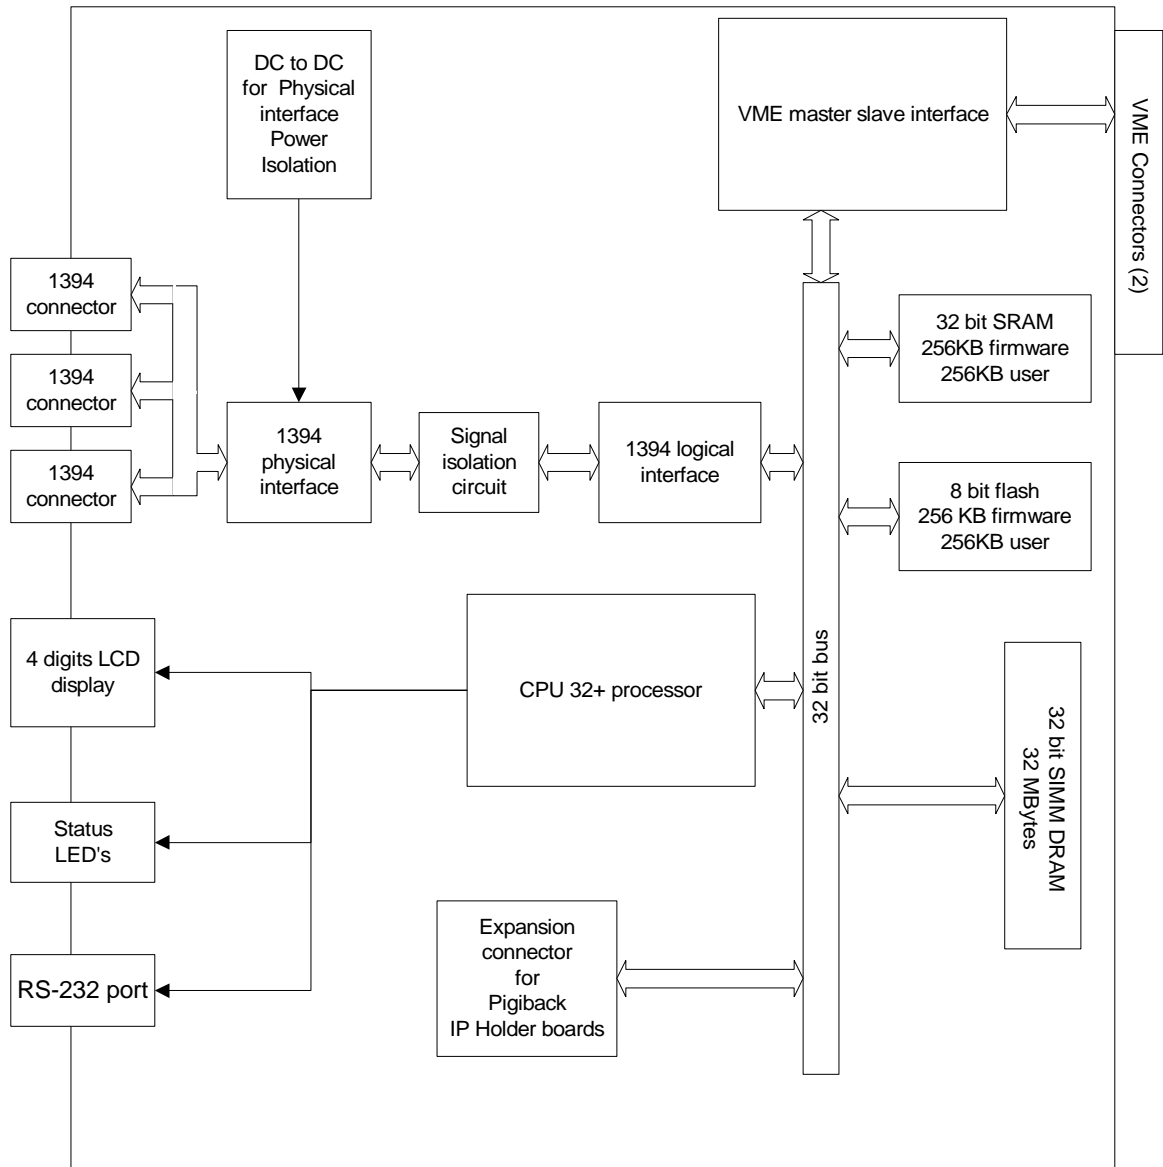 DC to DC
for Physical
interface
Power
Isolation
VME master slave interface
VME Connectors (2)
1394
connector
1394
connector
1394
connector
1394
physical
interface
Signal
isolation
circuit
1394 logical
interface
32 bit SRAM
256KB firmware
256KB user
8 bit flash
256 KB firmware
256KB user
4 digits LCD
display
CPU 32+ processor
32 bit bus
32 bit SIMM DRAM
32 MBytes
Status
LED's
Expansion
connector
for
Pigiback
IP Holder boards
RS-232 port